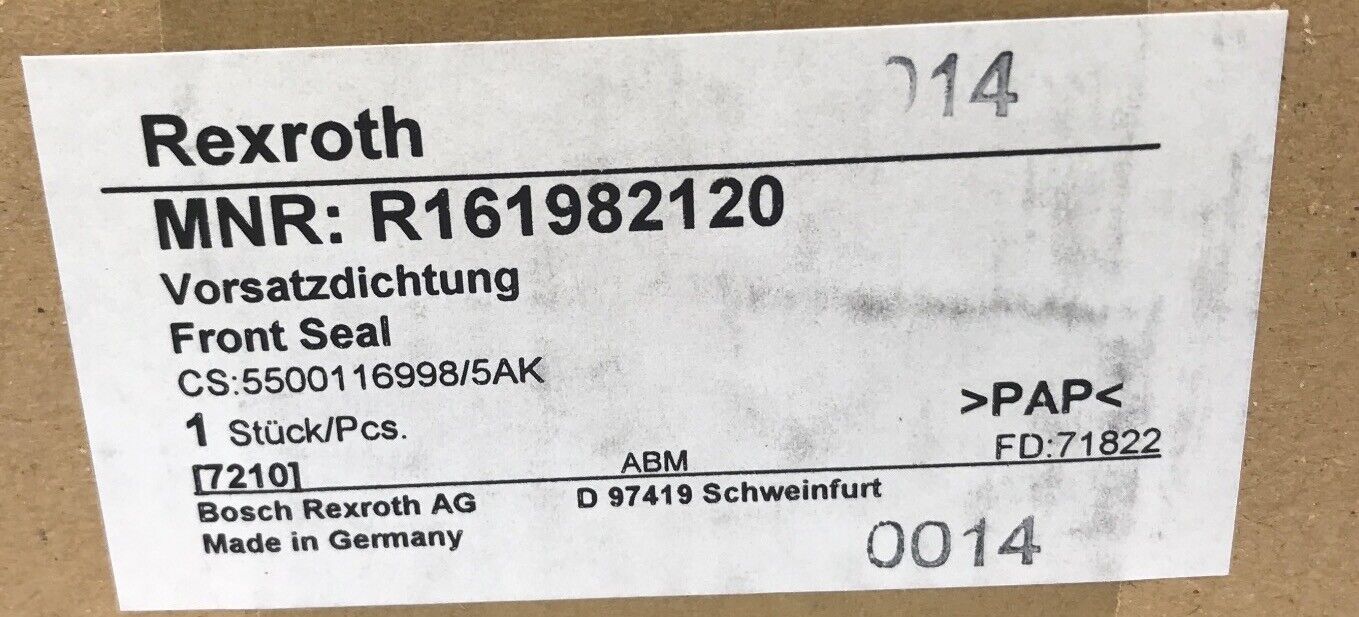 014
Rexroth
MNR: R161982120
Vorsatzdichtung
Front Seal
CS:5500116998/5AK
1 Stück/Pcs.
>PAP<
FD:71822
[7210]
ABM
Bosch Rexroth AG
D 97419 Schweinfurt
Made in Germany
0014